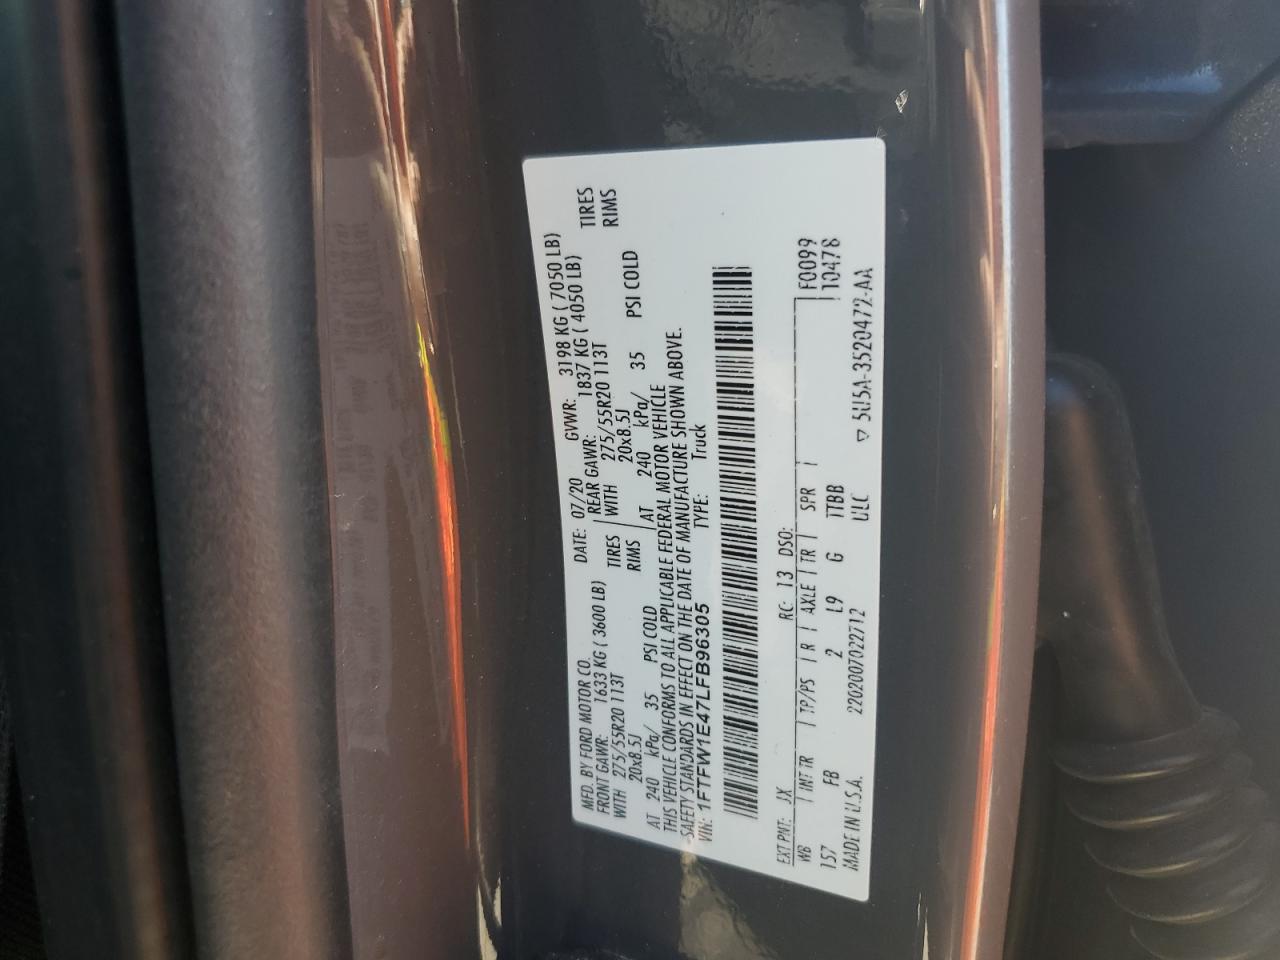 MFD. BY FORD MOTOR CO.
DATE: 07/20 GVWR: 3198 KG ( 7050 LB)
FRONT GAWR: 1633 KG ( 3600 LB) REAR GAWR: 1837 KG ( 4050 LB)
WITH 275/55R20 113T TIRES WITH 275/55R20 113T TIRES
20x8.5J RIMS 20x8.5J RIMS
AT 240 kPa/ 35 PSI COLD AT 240 kPa/ 35 PSI COLD
THIS VEHICLE CONFORMS TO ALL APPLICABLE FEDERAL MOTOR VEHICLE
SAFETY STANDARDS IN EFFECT ON THE DATE OF MANUFACTURE SHOWN ABOVE.
VIN: 1FTFW1E47LFB96305 TYPE: Truck
EXT PNT: JX RC: 13 DSO: F0099
WB INT TR TP/PS R AXLE TR SPR 10478
157 FB 2 L9 G 1TBB
MADE IN U.S.A. 2202007022712 ULC ▽ 5U5A-3520472-AA